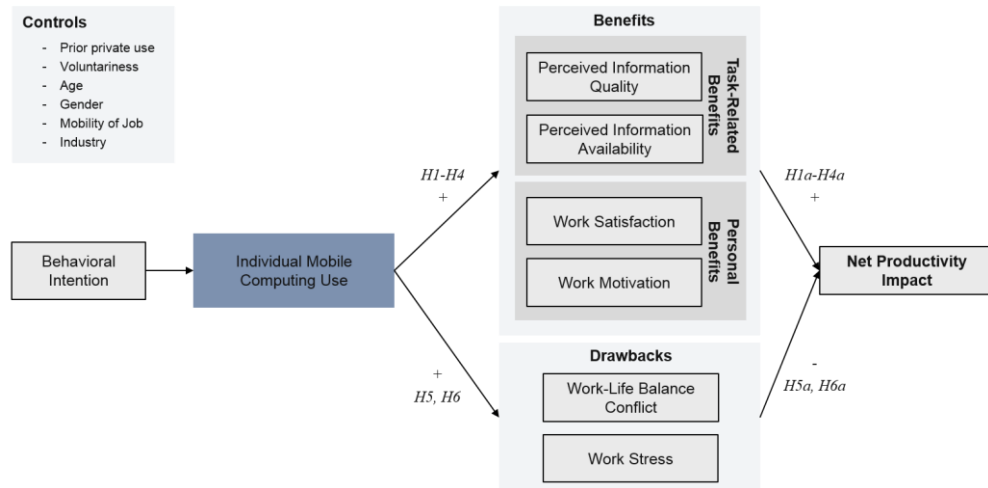 Controls
- Prior private use
- Voluntariness
- Age
- Gender
- Mobility of Job
- Industry
Behavioral
Intention
Individual Mobile
Computing Use
H1-H4
+
+
H5, H6
Benefits
Perceived Information
Quality
Perceived Information
Availability
Task-Related
Benefits
Work Satisfaction
Work Motivation
Personal
Benefits
Drawbacks
Work-Life Balance
Conflict
Work Stress
H1a-H4a
+
-
H5a, H6a
Net Productivity
Impact